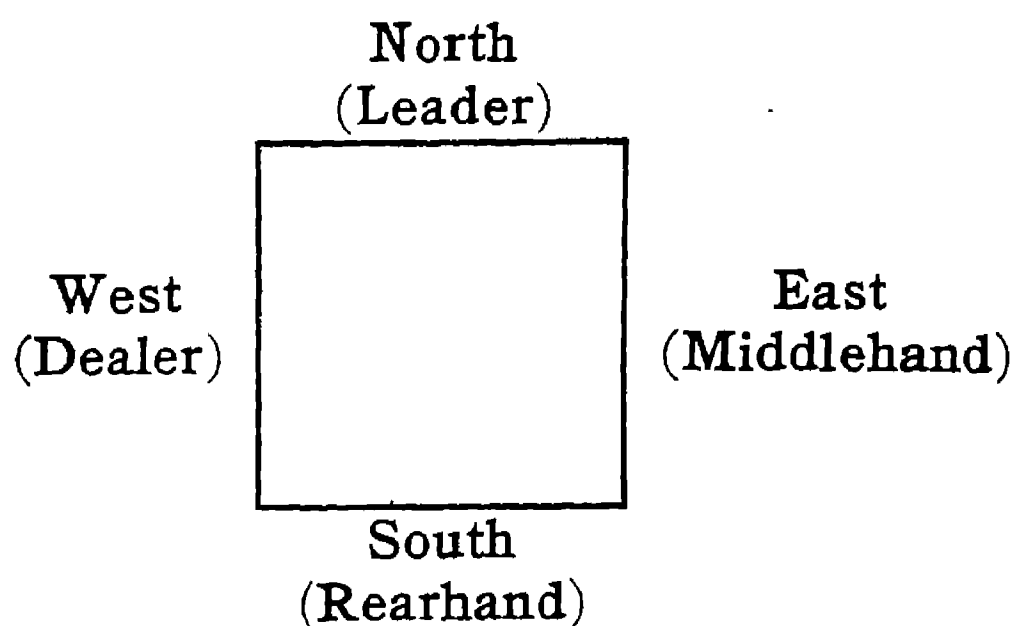 North
(Leader)
West
(Dealer)
East
(Middlehand)
South
(Rearhand)